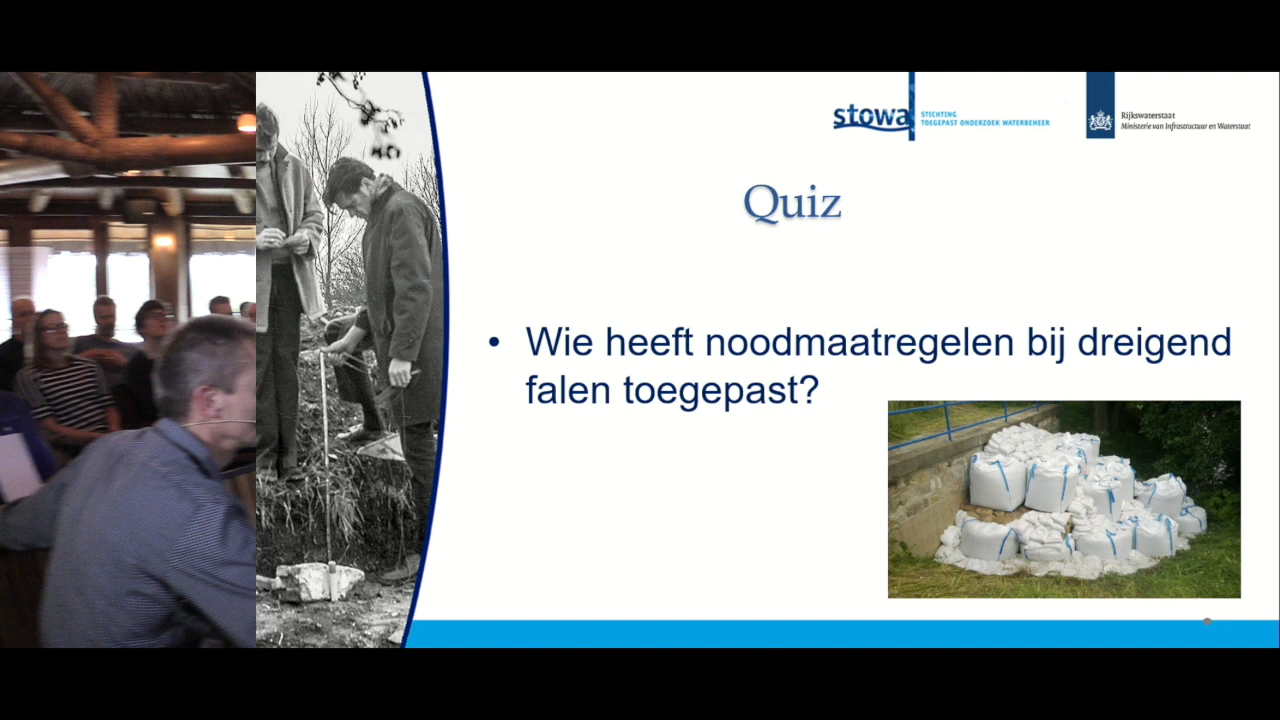 stowa
STICHTING
TOEGEPAST ONDERZOEK WATERBEHEER
Rijkswaterstaat
Ministerie van Infrastructuur en Waterstaat
Quiz
• Wie heeft noodmaatregelen bij dreigend
falen toegepast?